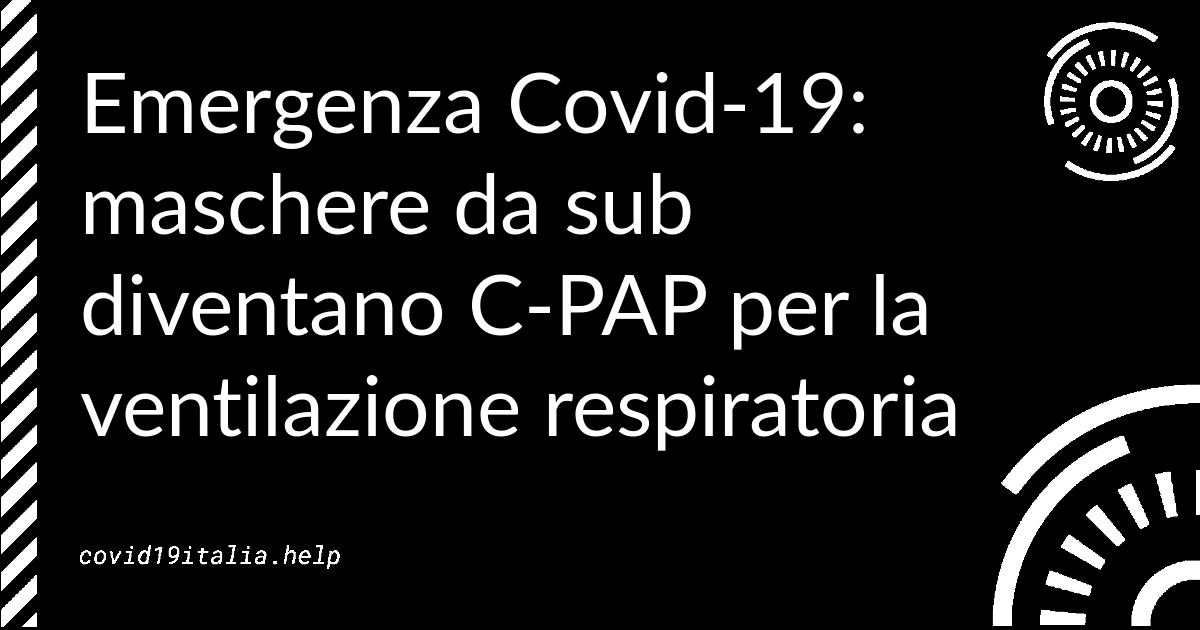 Emergenza Covid-19:
maschere da sub
diventano C-PAP per la
ventilazione respiratoria
covid19italia.help